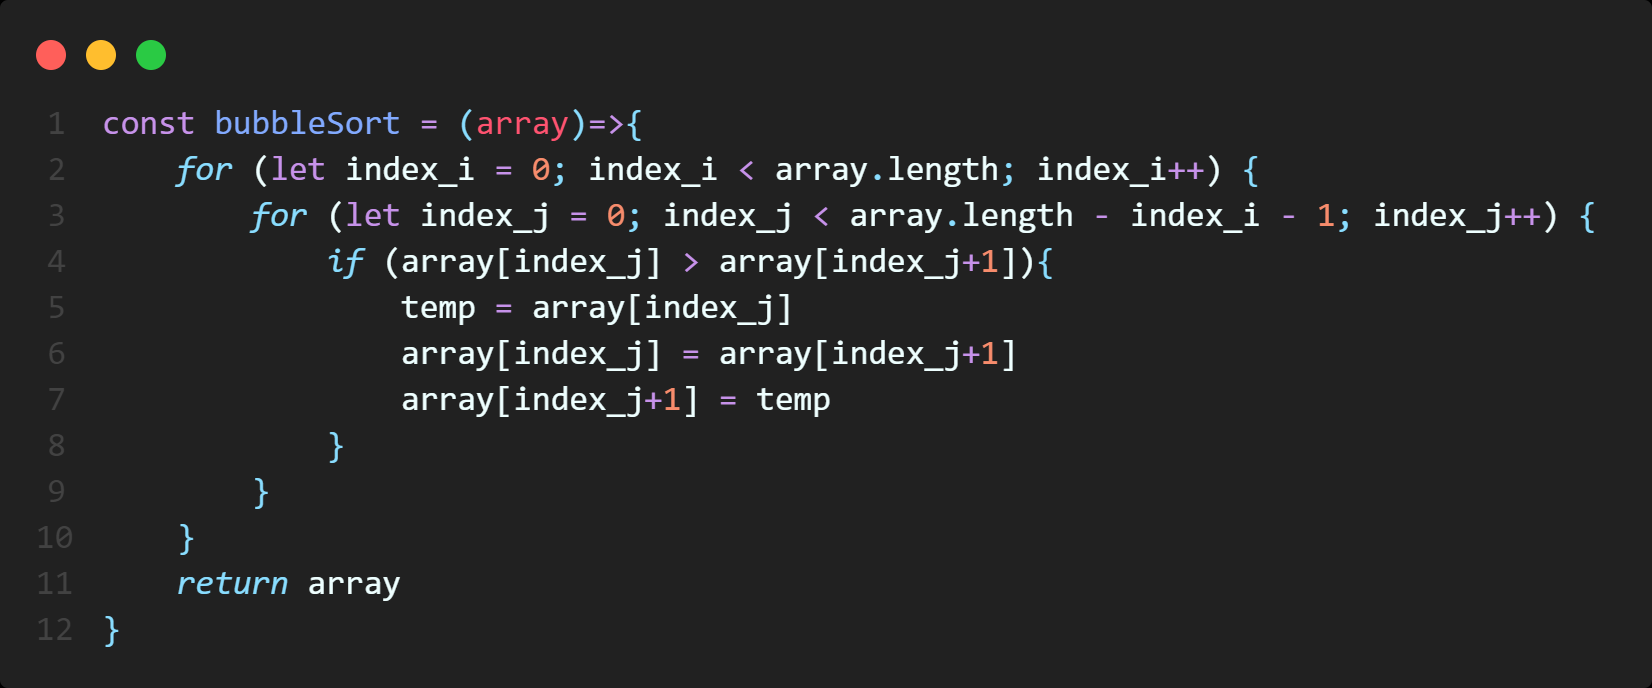 1 const bubbleSort = (array)=>{
2     for (let index_i = 0; index_i < array.length; index_i++) {
3         for (let index_j = 0; index_j < array.length - index_i - 1; index_j++) {
4             if (array[index_j] > array[index_j+1]){
5                 temp = array[index_j]
6                 array[index_j] = array[index_j+1]
7                 array[index_j+1] = temp
8             }
9         }
10     }
11     return array
12 }